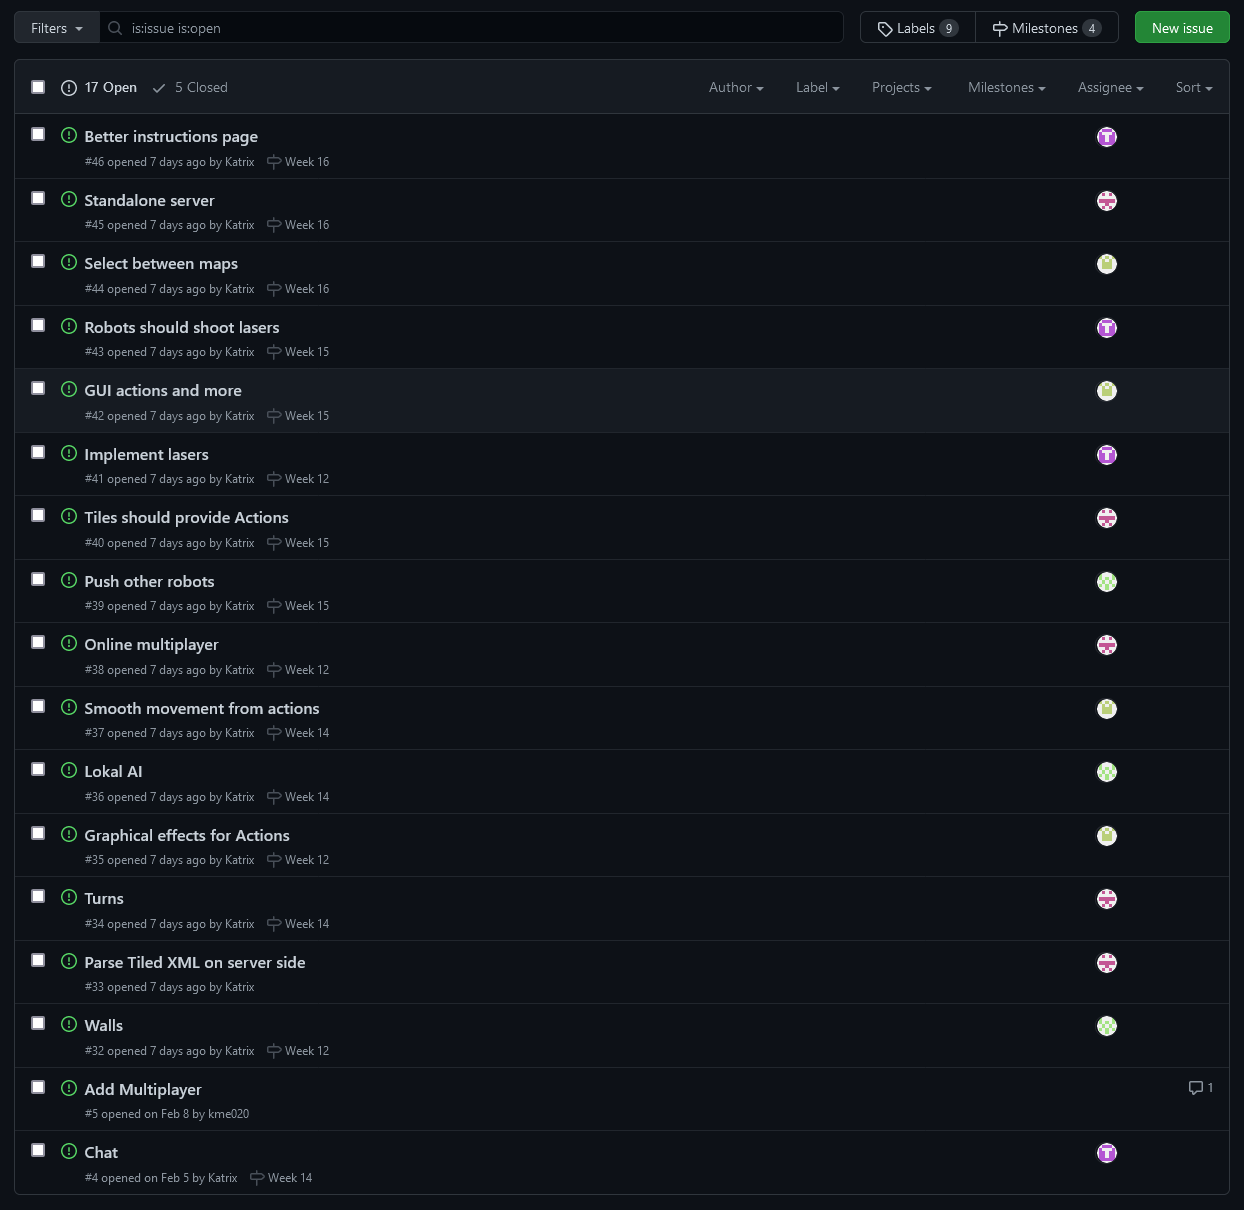 Filters is:issue is:open Labels 9 Milestones 4 New issue
17 Open 5 Closed Author Label Projects Milestones Assignee Sort
Better instructions page
#46 opened 7 days ago by Katrix Week 16
Standalone server
#45 opened 7 days ago by Katrix Week 16
Select between maps
#44 opened 7 days ago by Katrix Week 16
Robots should shoot lasers
#43 opened 7 days ago by Katrix Week 15
GUI actions and more
#42 opened 7 days ago by Katrix Week 15
Implement lasers
#41 opened 7 days ago by Katrix Week 12
Tiles should provide Actions
#40 opened 7 days ago by Katrix Week 15
Push other robots
#39 opened 7 days ago by Katrix Week 15
Online multiplayer
#38 opened 7 days ago by Katrix Week 12
Smooth movement from actions
#37 opened 7 days ago by Katrix Week 14
Lokal AI
#36 opened 7 days ago by Katrix Week 14
Graphical effects for Actions
#35 opened 7 days ago by Katrix Week 12
Turns
#34 opened 7 days ago by Katrix Week 14
Parse Tiled XML on server side
#33 opened 7 days ago by Katrix
Walls
#32 opened 7 days ago by Katrix Week 12
Add Multiplayer 1
#5 opened on Feb 8 by kme020
Chat
#4 opened on Feb 5 by Katrix Week 14